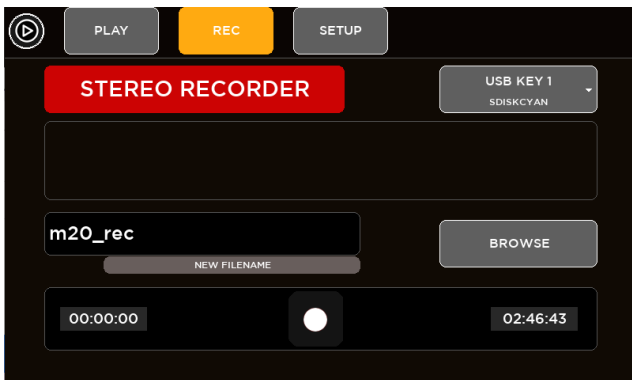 PLAY
REC
SETUP
STEREO RECORDER
USB KEY 1
SDISKCYAN
m20_rec
NEW FILENAME
BROWSE
00:00:00
02:46:43